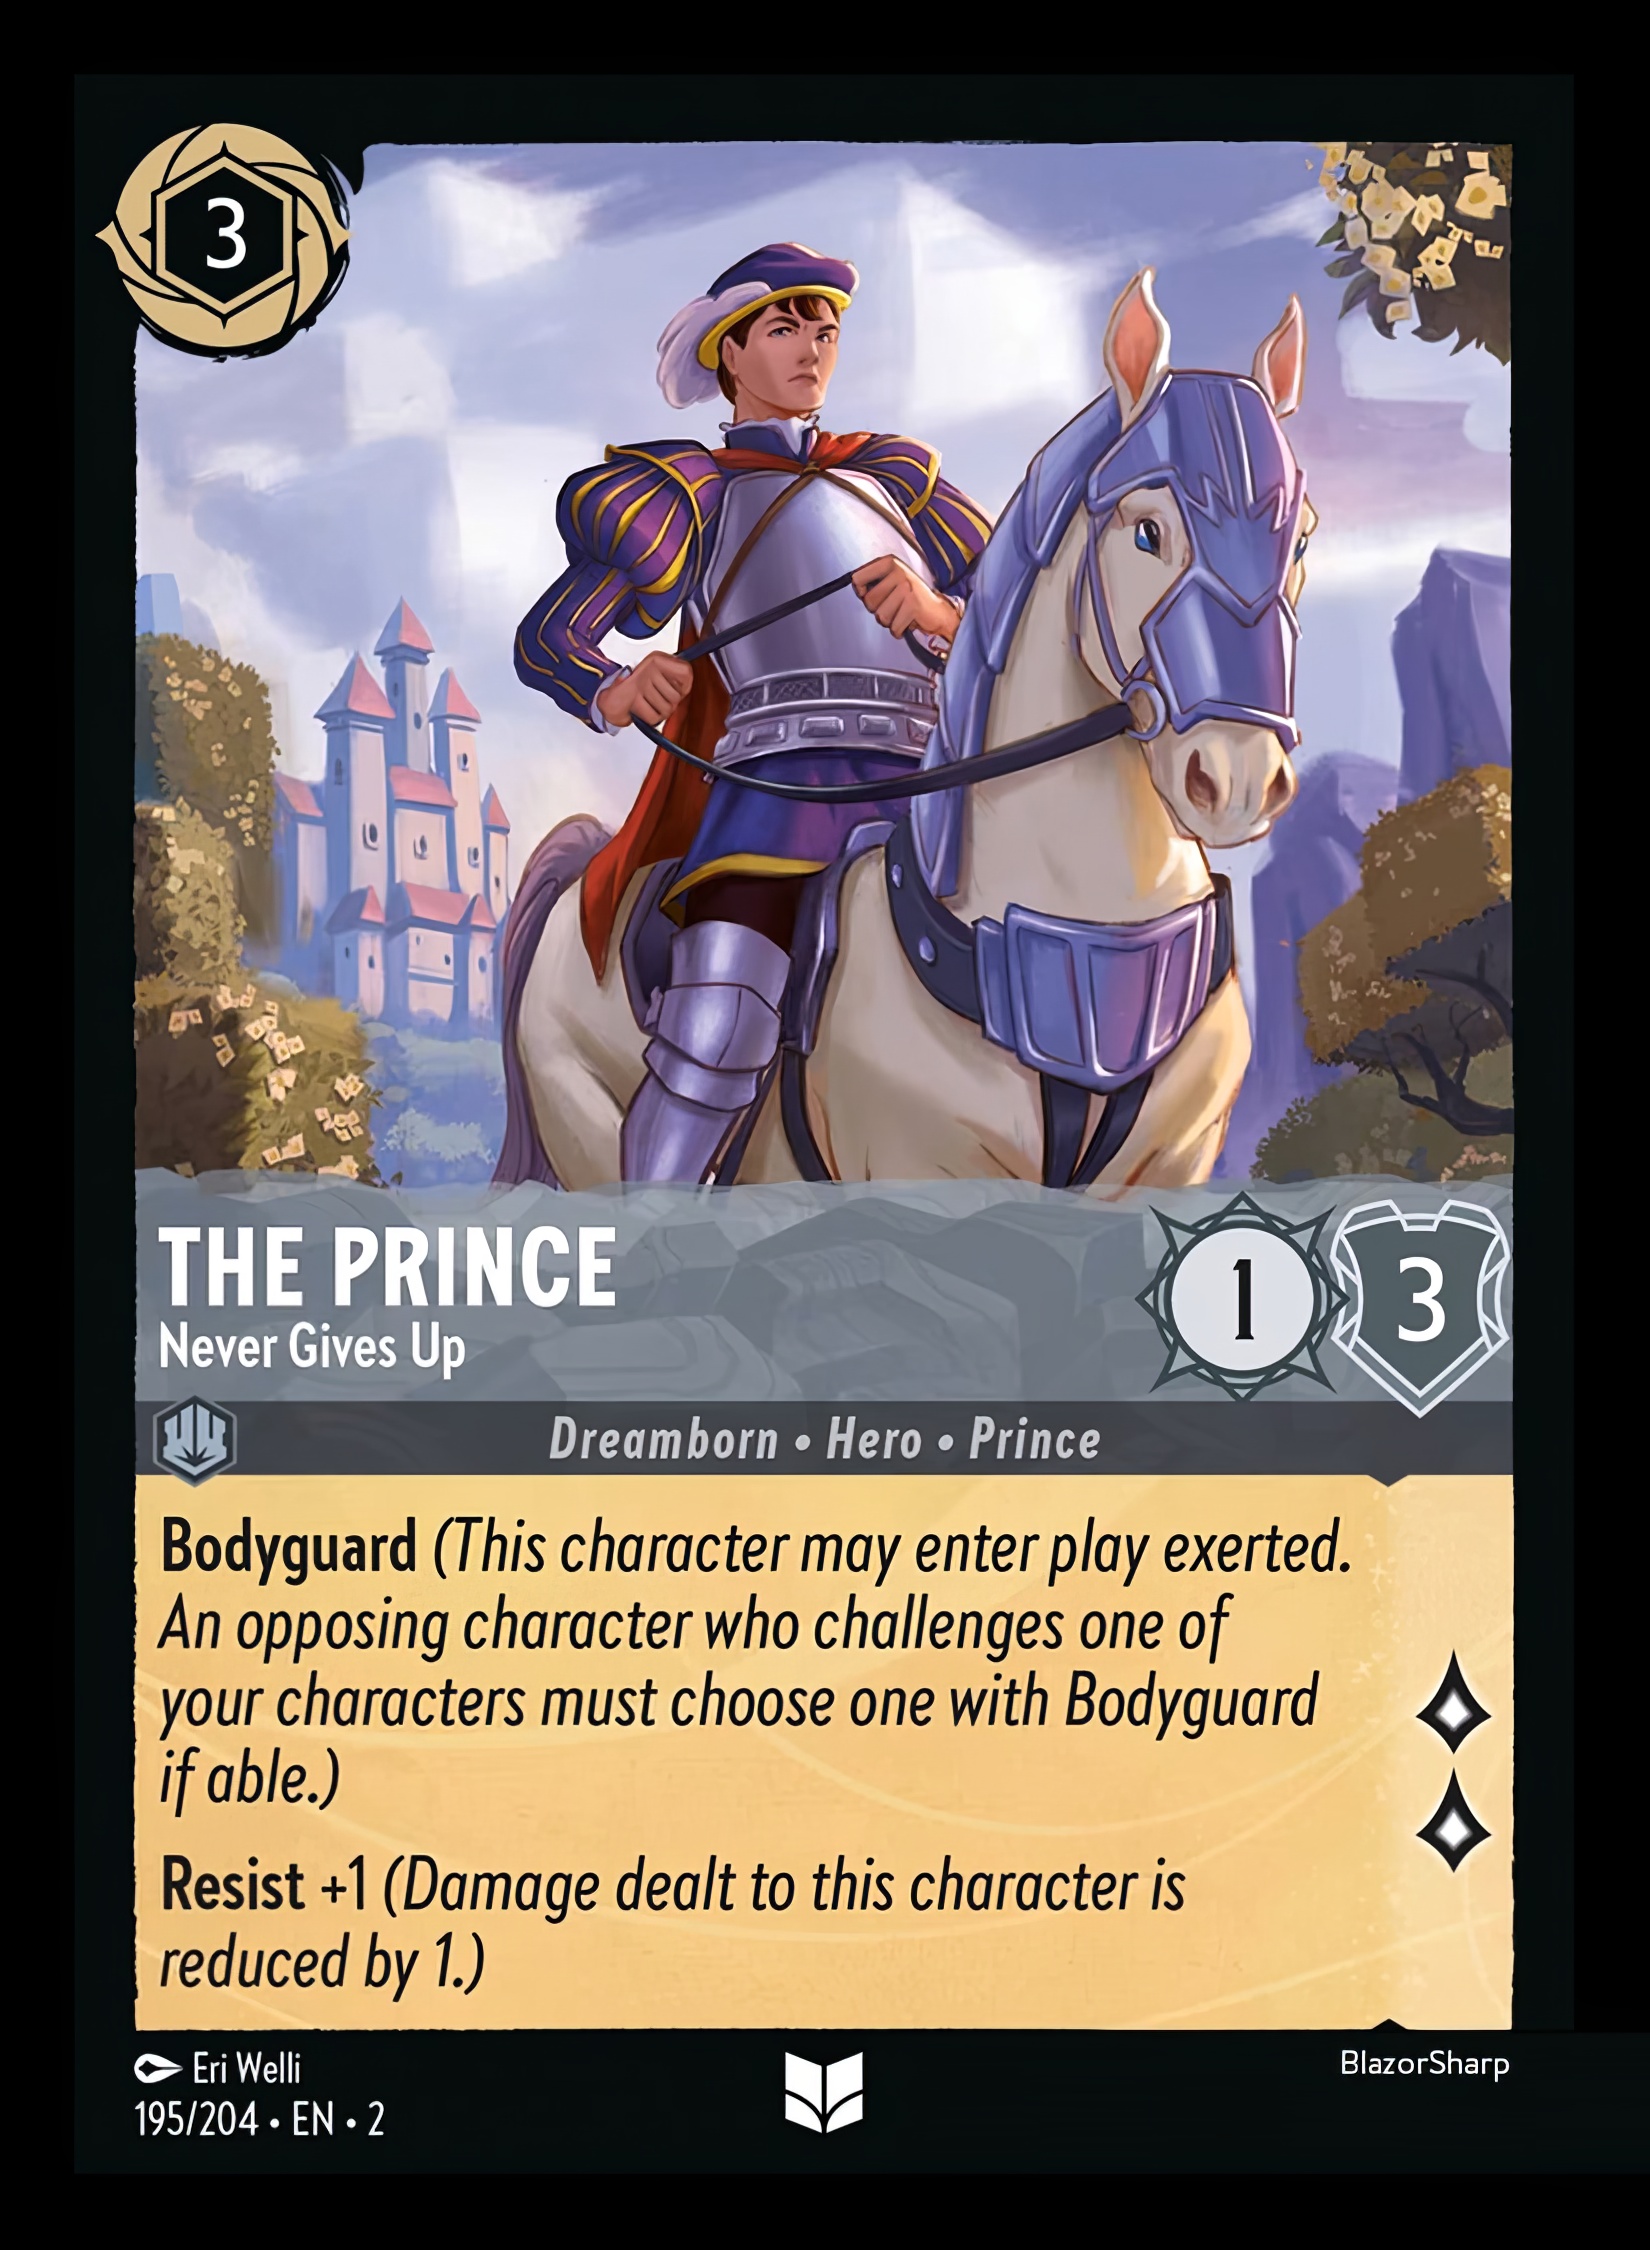 3
THE PRINCE
Never Gives Up
1
3
Dreamborn • Hero • Prince
Bodyguard (This character may enter play exerted.
An opposing character who challenges one of
your characters must choose one with Bodyguard
if able.)
Resist +1 (Damage dealt to this character is
reduced by 1.)
Eri Welli
BlazorSharp
195/204 • EN • 2